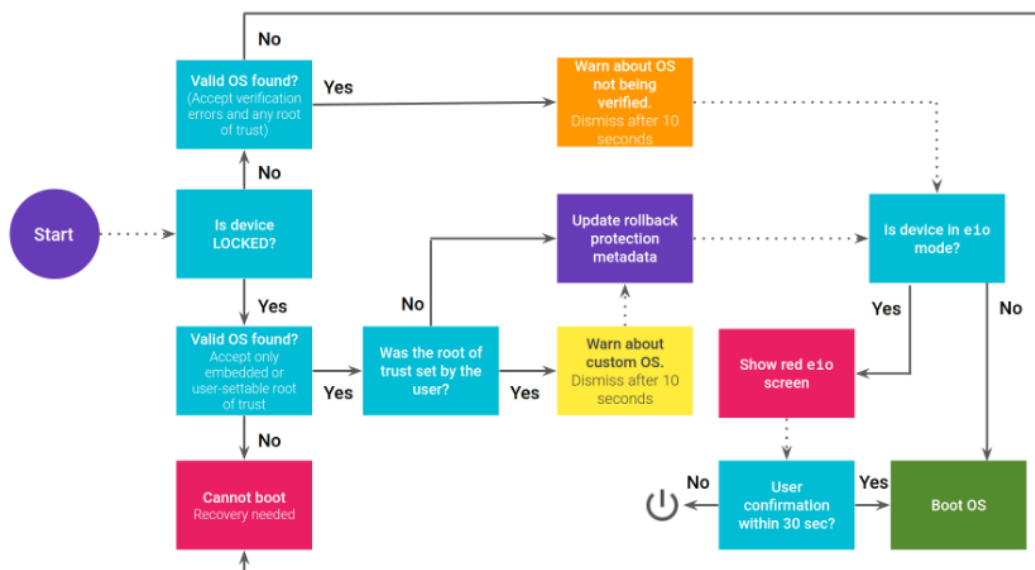 No
Valid OS found?
(Accept verification
errors and any root
of trust)
Yes
Warn about OS
not being
verified.
Dismiss after 10
seconds
No
Start
Is device
LOCKED?
Update rollback
protection
metadata
Is device in eio
mode?
Yes
No
Yes
No
Valid OS found?
Accept only
embedded or
user-settable root
of trust
Yes
Was the root of
trust set by the
user?
Yes
Warn about
custom OS.
Dismiss after 10
seconds
Show red eio
screen
No
Cannot boot
Recovery needed
No
User
confirmation
within 30 sec?
Yes
Boot OS